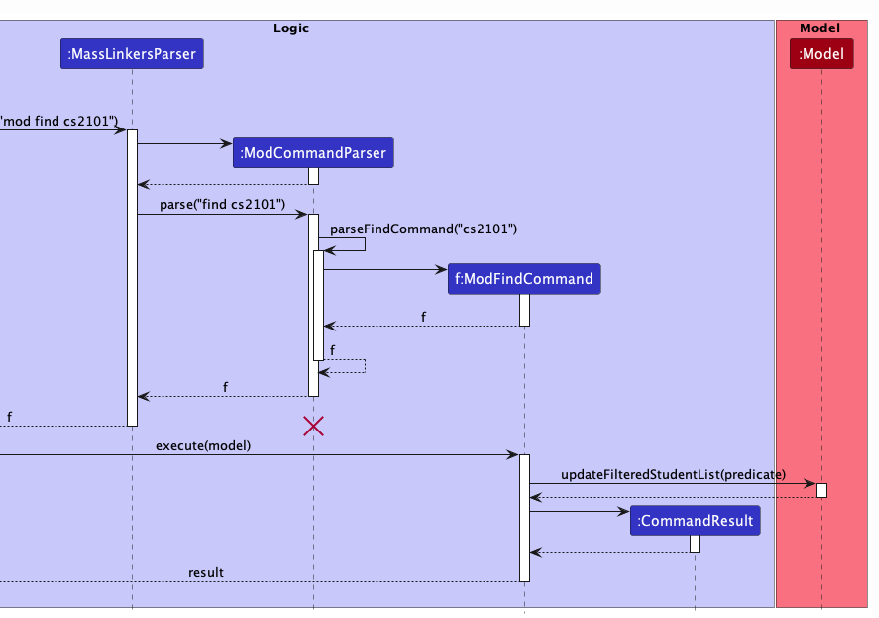 Logic
Model
:MassLinkersParser
:Model
"mod find cs2101")
:ModCommandParser
parse("find cs2101")
parseFindCommand("cs2101")
f:ModFindCommand
f
f
f
f
execute(model)
updateFilteredStudentList(predicate)
:CommandResult
result